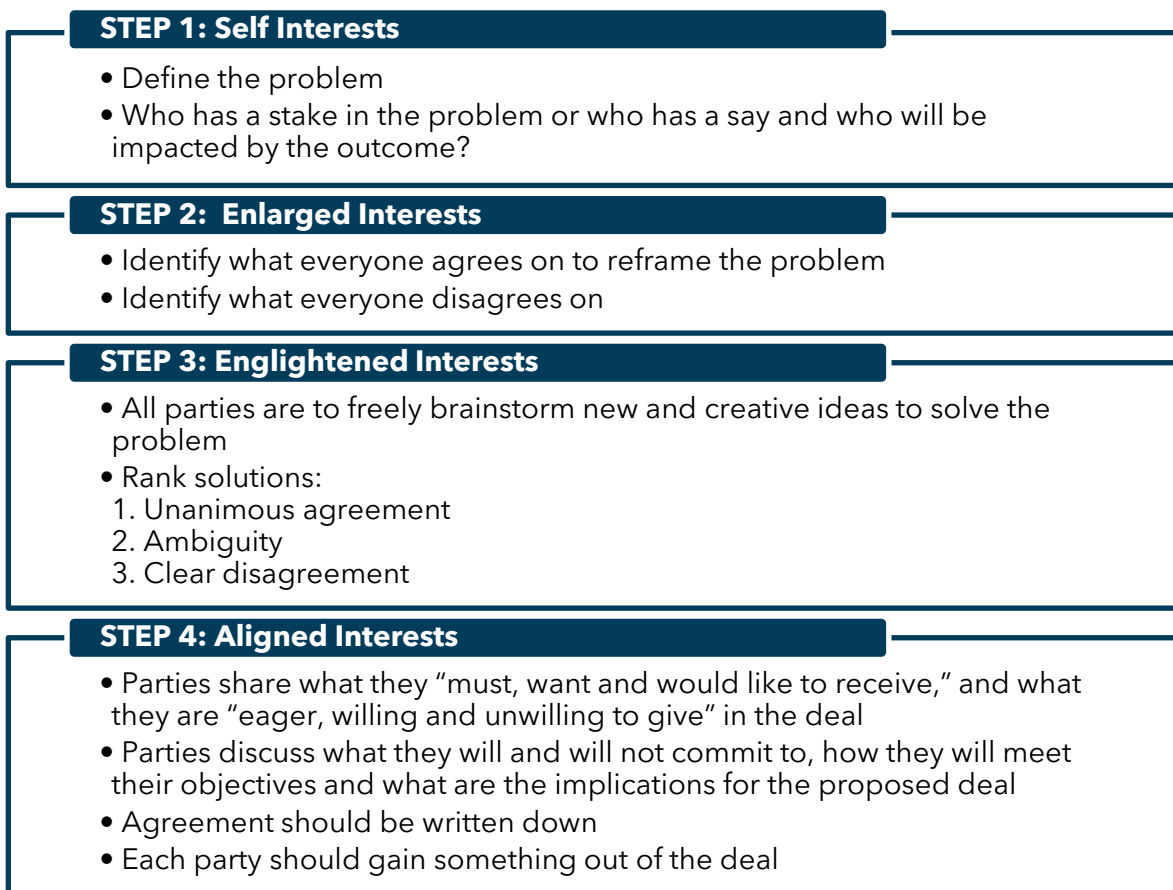 STEP 1: Self Interests
• Define the problem
• Who has a stake in the problem or who has a say and who will be
impacted by the outcome?
STEP 2:  Enlarged Interests
• Identify what everyone agrees on to reframe the problem
• Identify what everyone disagrees on
STEP 3: Englightened Interests
• All parties are to freely brainstorm new and creative ideas to solve the
problem
• Rank solutions:
1. Unanimous agreement
2. Ambiguity
3. Clear disagreement
STEP 4: Aligned Interests
• Parties share what they “must, want and would like to receive,” and what
they are “eager, willing and unwilling to give” in the deal
• Parties discuss what they will and will not commit to, how they will meet
their objectives and what are the implications for the proposed deal
• Agreement should be written down
• Each party should gain something out of the deal